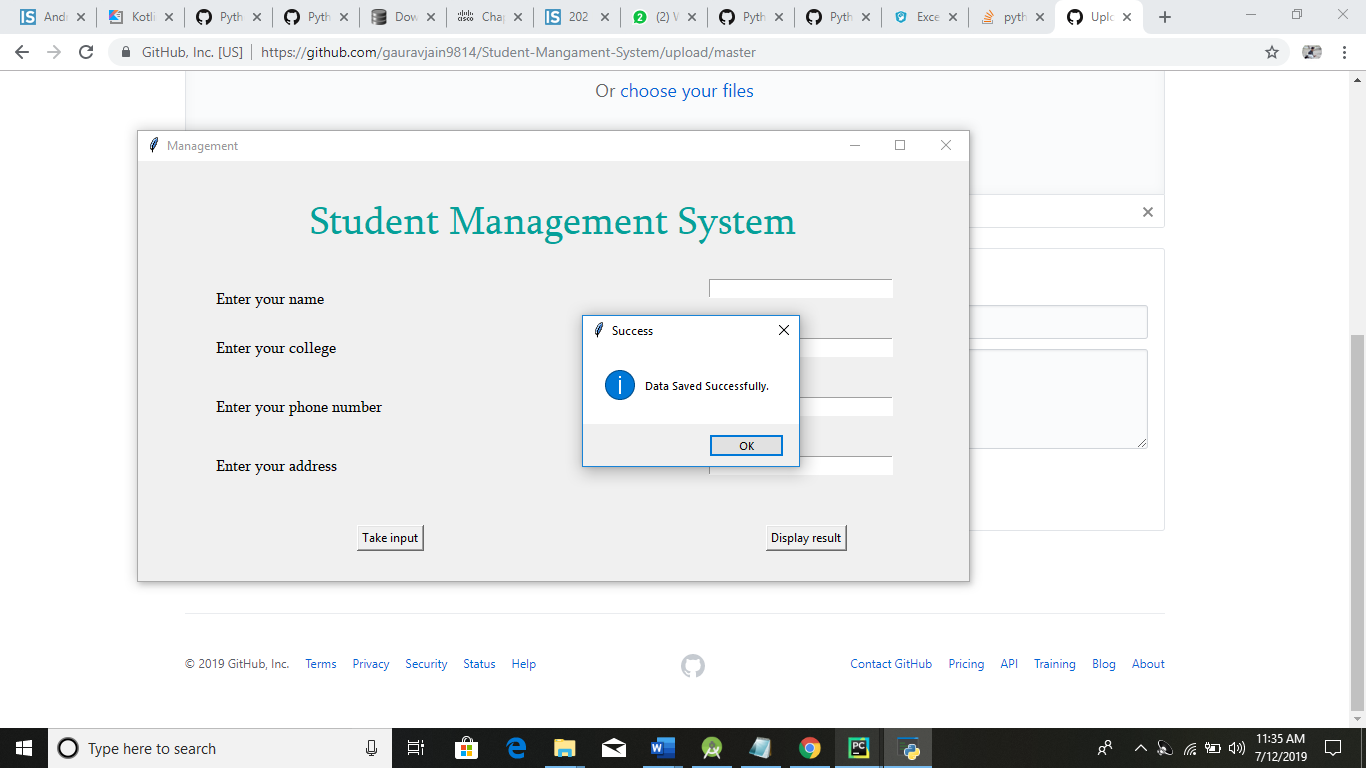 Andr
Kotli
Pyth
Pyth
Dow
Cha
202
(2) W
Pyth
Pyth
Exce
pyth
Uplo
GitHub, Inc. [US] | https://github.com/gauravjain9814/Student-Mangament-System/upload/master
Or choose your files
Management
Student Management System
Enter your name
Success
Enter your college
Data Saved Successfully.
Enter your phone number
OK
Enter your address
Take input
Display result
© 2019 GitHub, Inc. Terms Privacy Security Status Help
Contact GitHub Pricing API Training Blog About
Type here to search
11:35 AM
7/12/2019